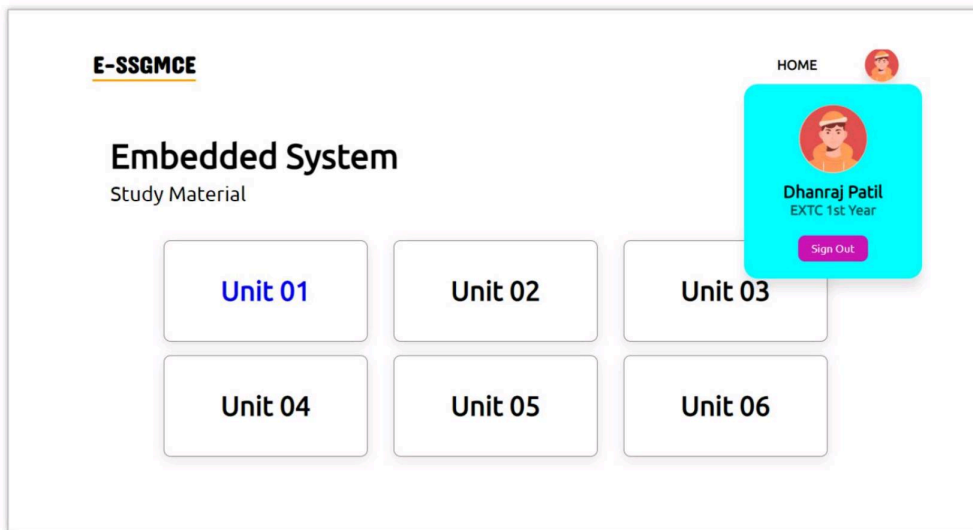 E-SSGMCE
HOME
Dhanraj Patil
EXTC 1st Year
Sign Out
Embedded System
Study Material
Unit 01
Unit 02
Unit 03
Unit 04
Unit 05
Unit 06